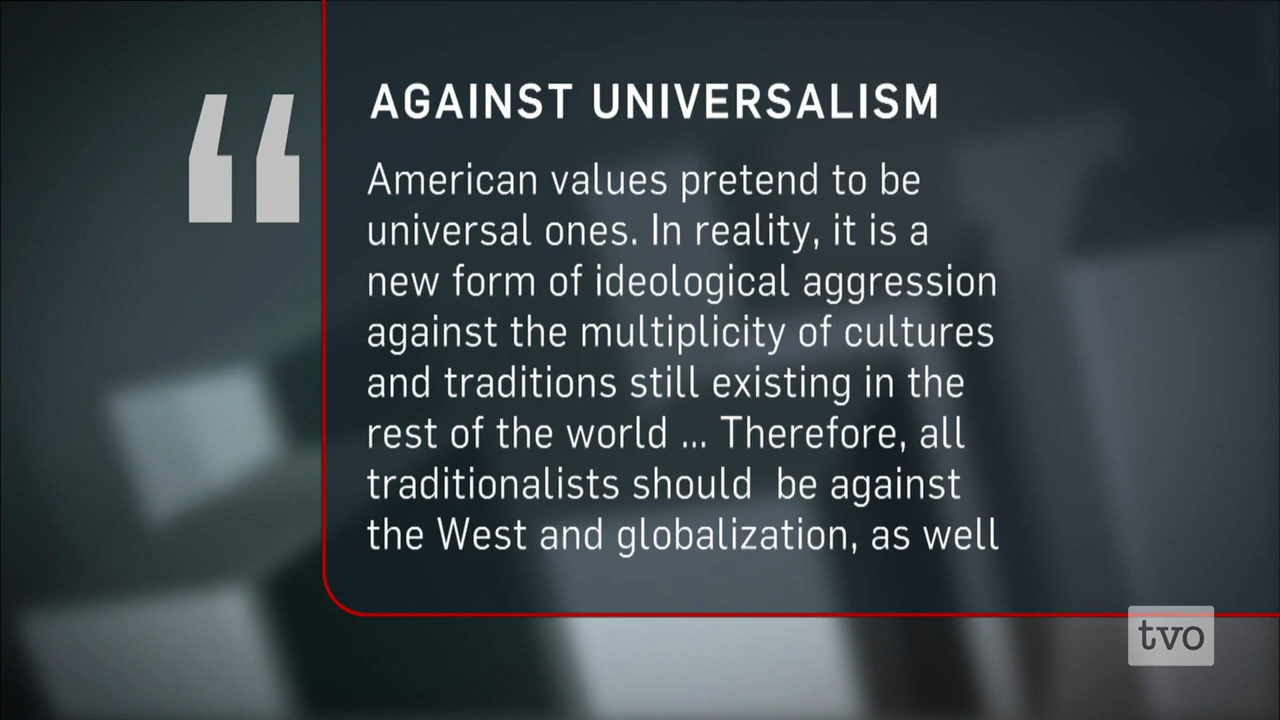 “
AGAINST UNIVERSALISM
American values pretend to be
universal ones. In reality, it is a
new form of ideological aggression
against the multiplicity of cultures
and traditions still existing in the
rest of the world ... Therefore, all
traditionalists should  be against
the West and globalization, as well
tvo